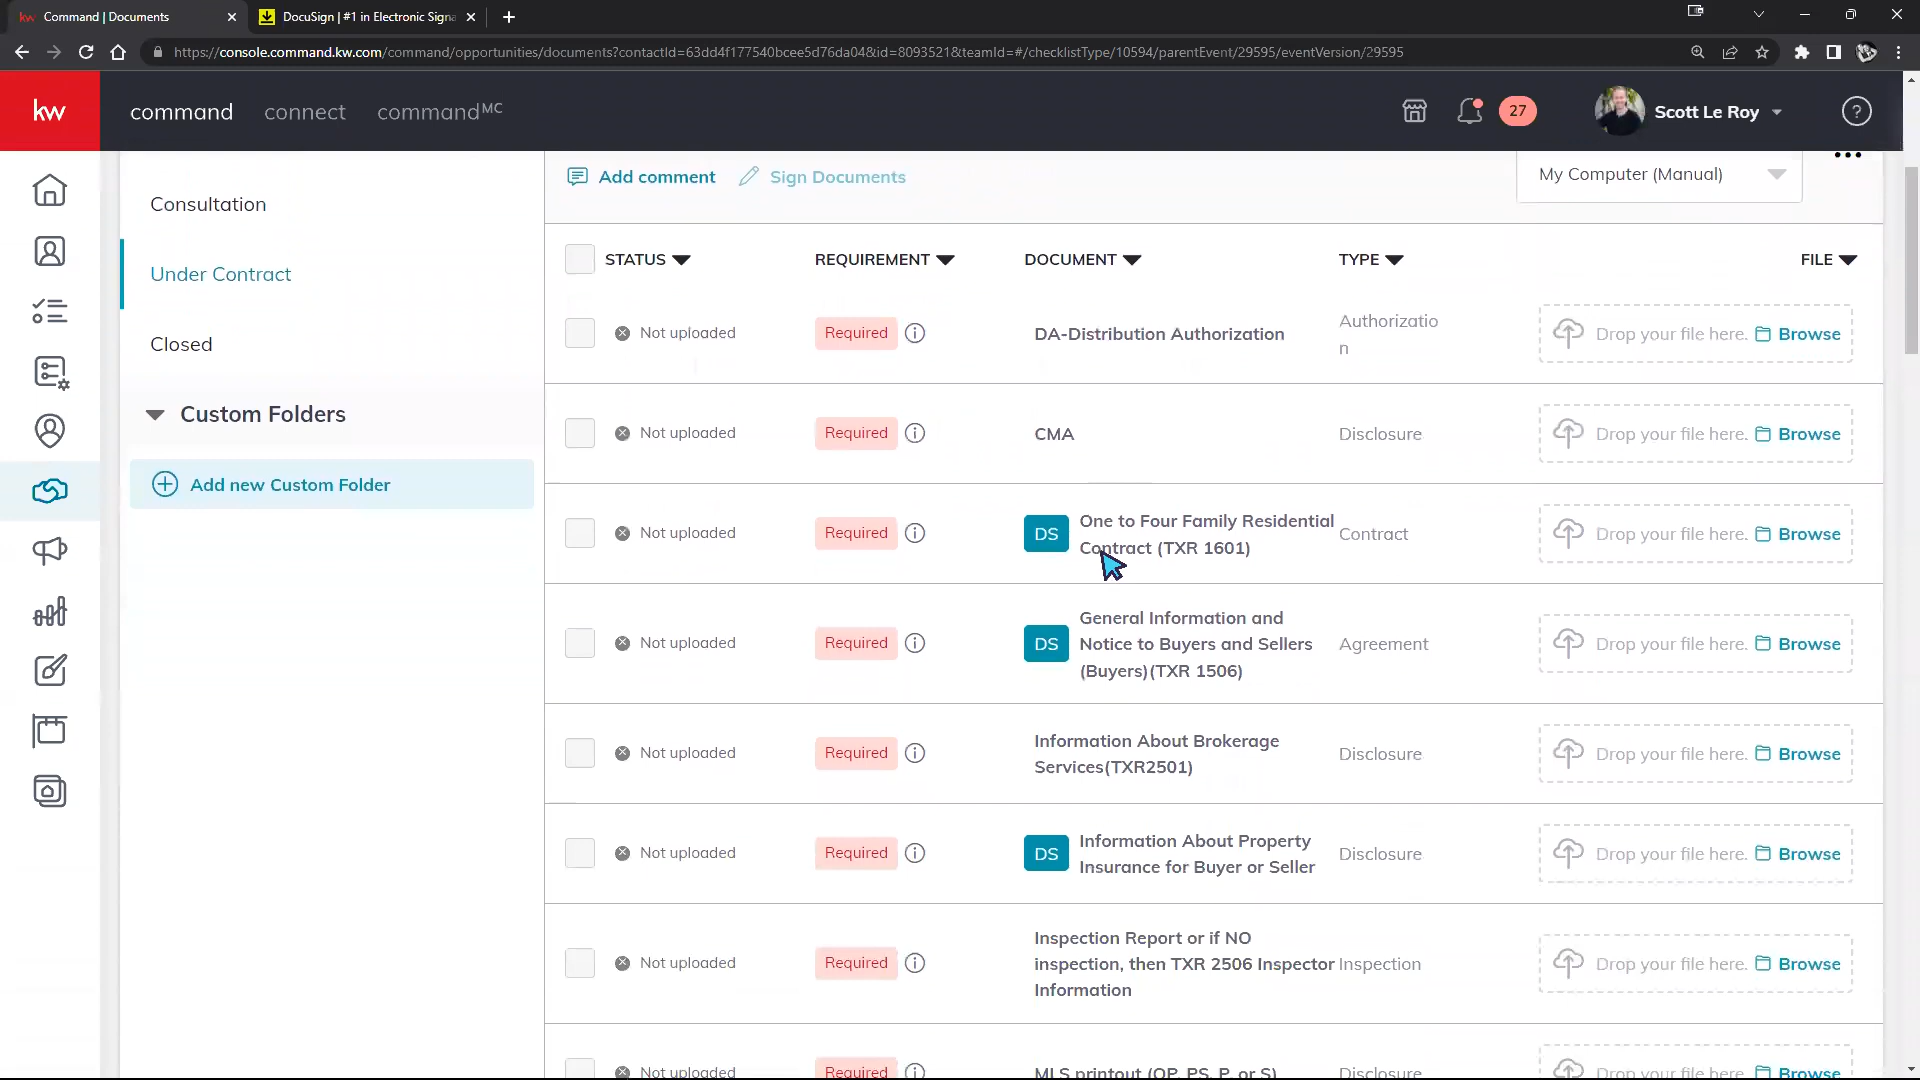 kw Command | Documents
DocuSign | #1 in Electronic Signa
https://console.command.kw.com/command/opportunities/documents?contactId=63dd4f177540bcee5d76da04&id=8093521&teamId=#/checklistType/10594/parentEvent/29595/eventVersion/29595
kw command connect command MC 27 Scott Le Roy ?
Consultation
Under Contract
Closed
Custom Folders
Add new Custom Folder
Add comment Sign Documents My Computer (Manual)
STATUS REQUIREMENT DOCUMENT TYPE FILE
Not uploaded Required DA-Distribution Authorization Authorizatio
n
Drop your file here. Browse
Not uploaded Required CMA Disclosure Drop your file here. Browse
Not uploaded Required DS One to Four Family Residential
Contract (TXR 1601)
Contract Drop your file here. Browse
Not uploaded Required DS General Information and
Notice to Buyers and Sellers
(Buyers)(TXR 1506)
Agreement Drop your file here. Browse
Not uploaded Required Information About Brokerage
Services(TXR2501)
Disclosure Drop your file here. Browse
Not uploaded Required DS Information About Property
Insurance for Buyer or Seller
Disclosure Drop your file here. Browse
Not uploaded Required Inspection Report or if NO
inspection, then TXR 2506 Inspector
Information
Inspection Drop your file here. Browse
Not uploaded Required MLS printout (OP, PS, P, or S) Disclosure Drop your file here. Browse